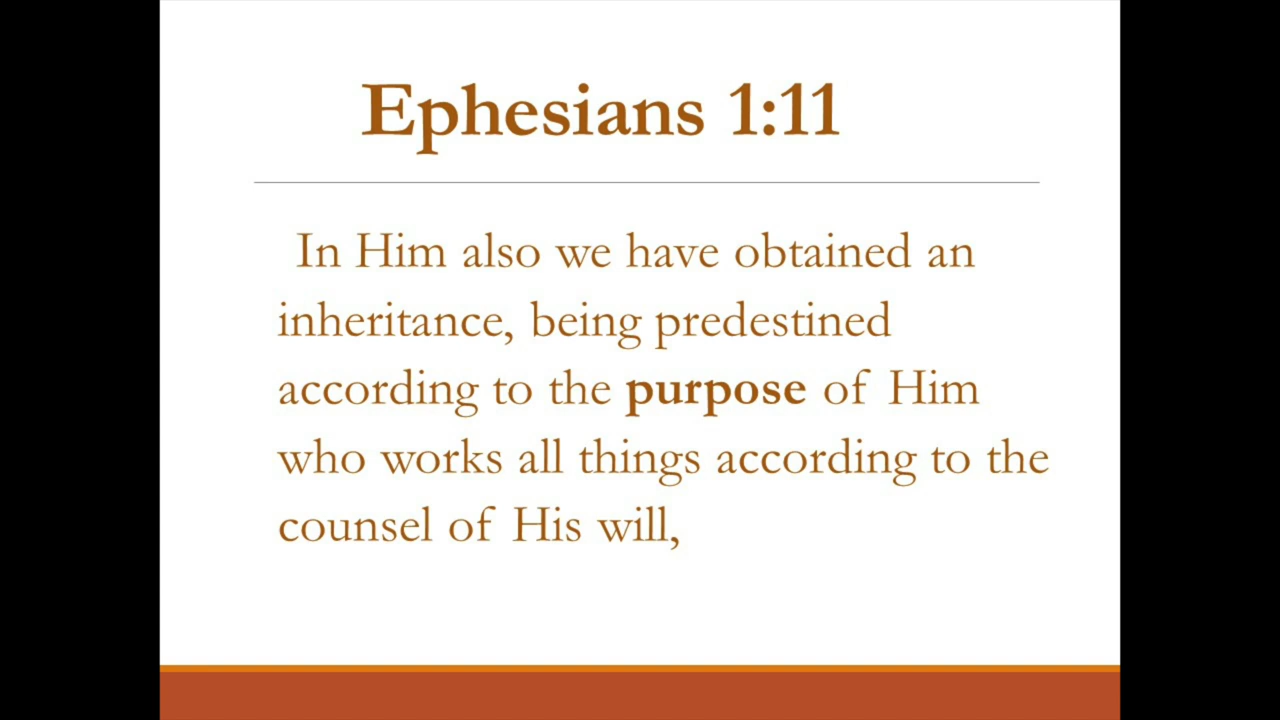 Ephesians 1:11
In Him also we have obtained an
inheritance, being predestined
according to the purpose of Him
who works all things according to the
counsel of His will,